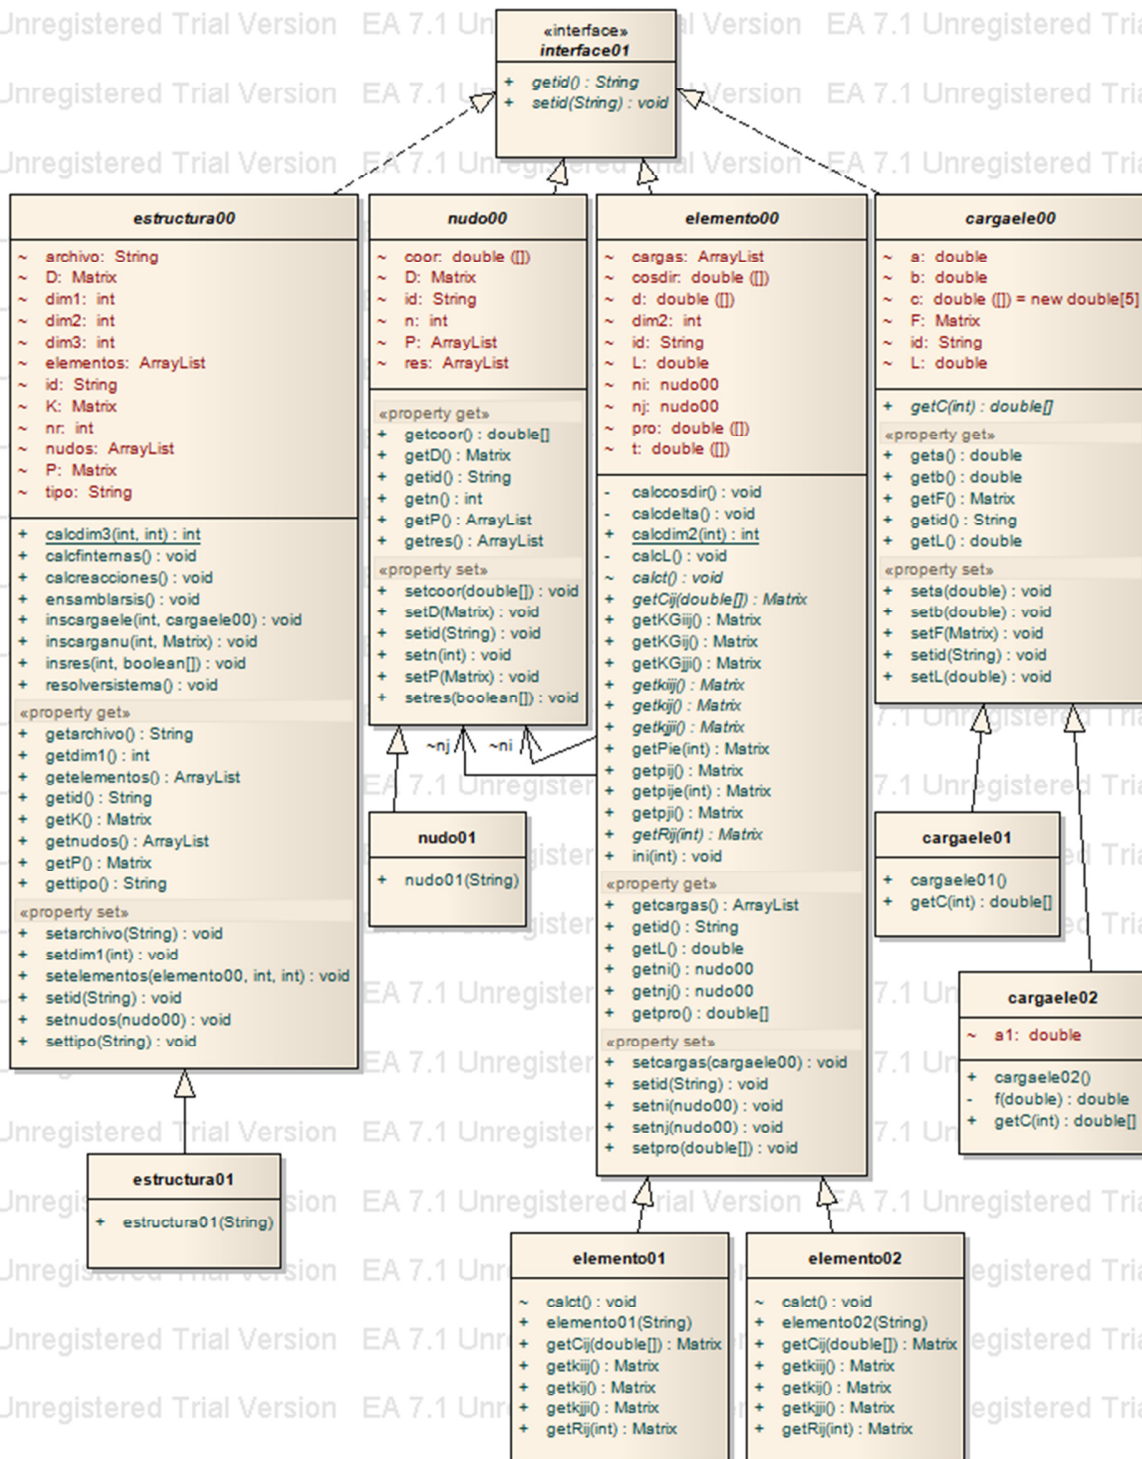 «interface»
interface01
+ getid() : String
+ setid(String) : void
estructura00
~ archivo: String
~ D: Matrix
~ dim1: int
~ dim2: int
~ dim3: int
~ elementos: ArrayList
~ id: String
~ K: Matrix
~ nr: int
~ nudos: ArrayList
~ P: Matrix
~ tipo: String
+ calcdim3(int, int) : int
+ calcfinternas() : void
+ calcreacciones() : void
+ ensamblarsis() : void
+ inscargaele(int, cargaele00) : void
+ inscarganu(int, Matrix) : void
+ insres(int, boolean[]) : void
+ resolversistema() : void
«property get»
+ getarchivo() : String
+ getdim1() : int
+ getelementos() : ArrayList
+ getid() : String
+ getK() : Matrix
+ getnudos() : ArrayList
+ getP() : Matrix
+ gettipo() : String
«property set»
+ setarchivo(String) : void
+ setdim1(int) : void
+ setelementos(elemento00, int, int) : void
+ setid(String) : void
+ setnudos(nudo00) : void
+ settipo(String) : void
nudo00
~ coor: double ([])
~ D: Matrix
~ id: String
~ n: int
~ P: ArrayList
~ res: ArrayList
«property get»
+ getcoor() : double[]
+ getD() : Matrix
+ getid() : String
+ getn() : int
+ getP() : ArrayList
+ getres() : ArrayList
«property set»
+ setcoor(double[]) : void
+ setD(Matrix) : void
+ setid(String) : void
+ setn(int) : void
+ setP(Matrix) : void
+ setres(boolean[]) : void
~nj
~ni
elemento00
~ cargas: ArrayList
~ cosdir: double ([])
~ d: double ([])
~ dim2: int
~ id: String
~ L: double
~ ni: nudo00
~ nj: nudo00
~ pro: double ([])
~ t: double ([])
- calccosdir() : void
- calcdelta() : void
+ calcdim2(int) : int
- calcL() : void
~ calct() : void
+ getCij(double[]) : Matrix
+ getKGiij() : Matrix
+ getKGij() : Matrix
+ getKGjji() : Matrix
+ getkiij() : Matrix
+ getkij() : Matrix
+ getkjji() : Matrix
+ getPie(int) : Matrix
+ getpij() : Matrix
+ getpije(int) : Matrix
+ getpji() : Matrix
+ getRij(int) : Matrix
+ ini(int) : void
«property get»
+ getcargas() : ArrayList
+ getid() : String
+ getL() : double
+ getni() : nudo00
+ getnj() : nudo00
+ getpro() : double[]
«property set»
+ setcargas(cargaele00) : void
+ setid(String) : void
+ setni(nudo00) : void
+ setnj(nudo00) : void
+ setpro(double[]) : void
cargaele00
~ a: double
~ b: double
~ c: double ([]) = new double[5]
~ F: Matrix
~ id: String
~ L: double
+ getC(int) : double[]
«property get»
+ geta() : double
+ getb() : double
+ getF() : Matrix
+ getid() : String
+ getL() : double
«property set»
+ seta(double) : void
+ setb(double) : void
+ setF(Matrix) : void
+ setid(String) : void
+ setL(double) : void
nudo01
+ nudo01(String)
cargaele01
+ cargaele01()
+ getC(int) : double[]
cargaele02
~ a1: double
+ cargaele02()
- f(double) : double
+ getC(int) : double[]
estructura01
+ estructura01(String)
elemento01
~ calct() : void
+ elemento01(String)
+ getCij(double[]) : Matrix
+ getkiij() : Matrix
+ getkij() : Matrix
+ getkjji() : Matrix
+ getRij(int) : Matrix
elemento02
~ calct() : void
+ elemento02(String)
+ getCij(double[]) : Matrix
+ getkiij() : Matrix
+ getkij() : Matrix
+ getkjji() : Matrix
+ getRij(int) : Matrix